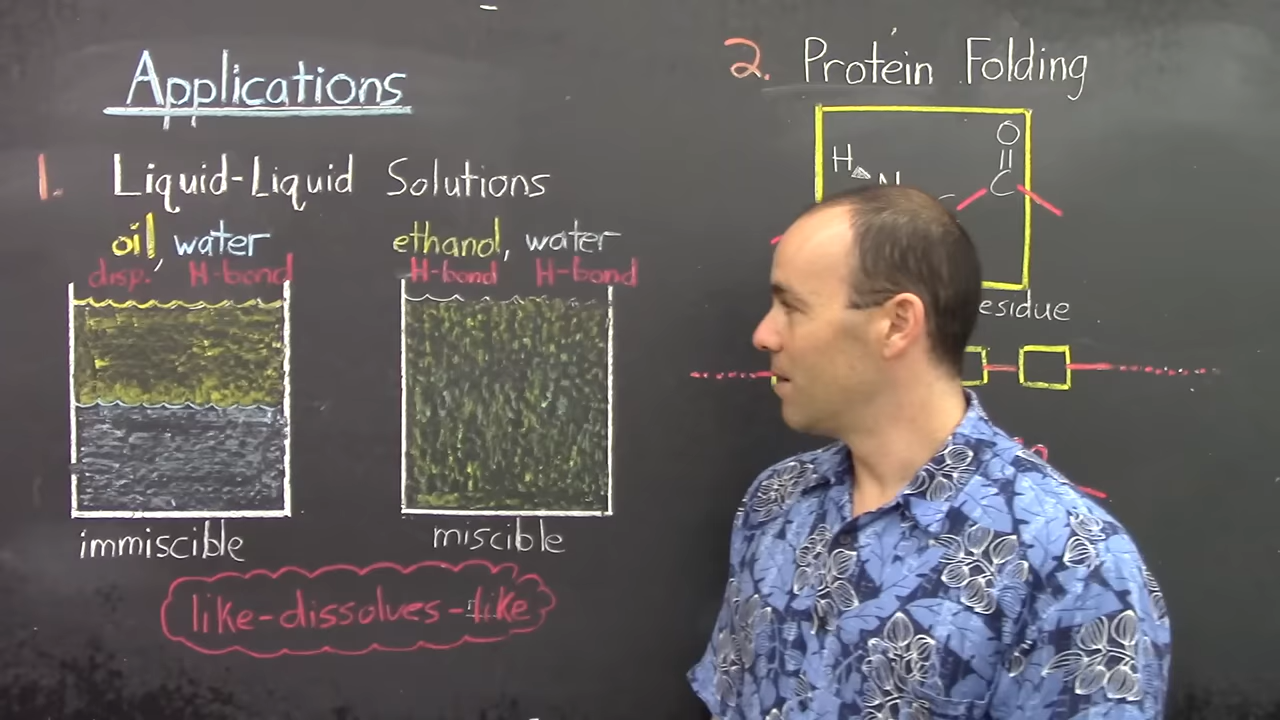 Applications
1. Liquid-Liquid Solutions
oil, water
disp. H-bond
immiscible
ethanol, water
H-bond H-bond
miscible
like-dissolves-like
2. Protein Folding
O
H
C
esidue